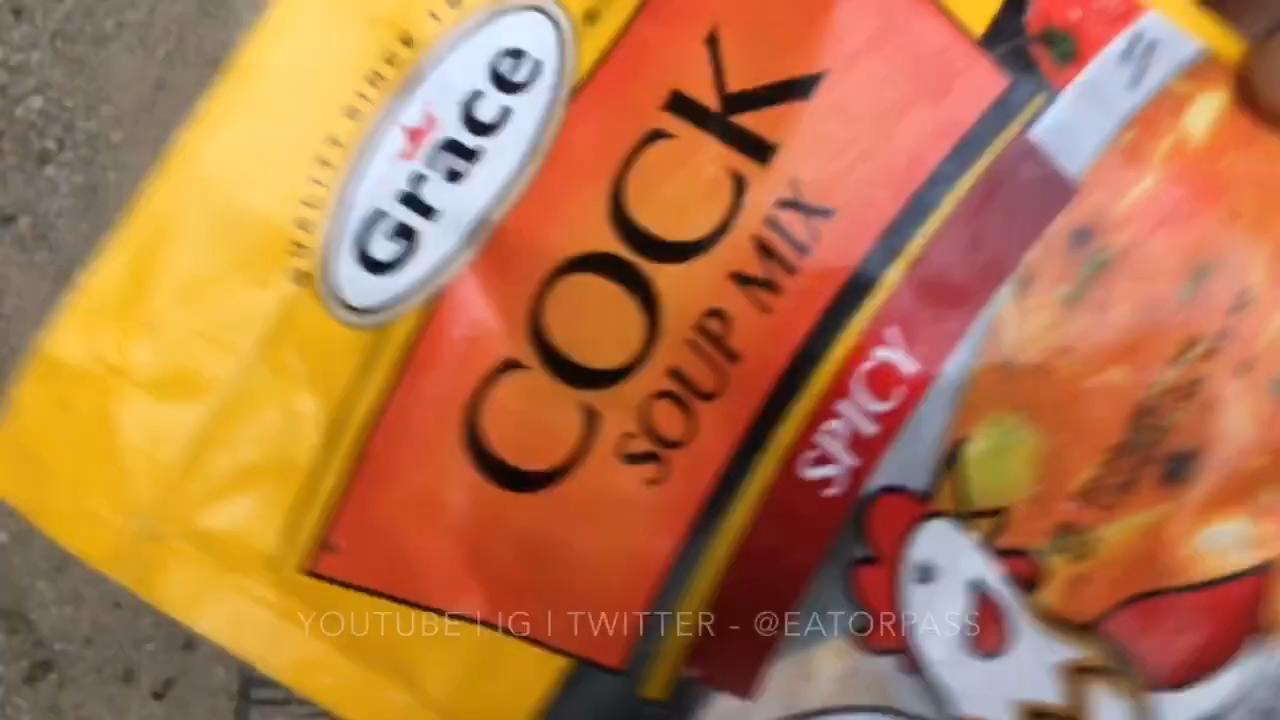 Grace
COCK
SOUP MIX
SPICY
YOUTUBE | IG | TWITTER - @EATORPASS